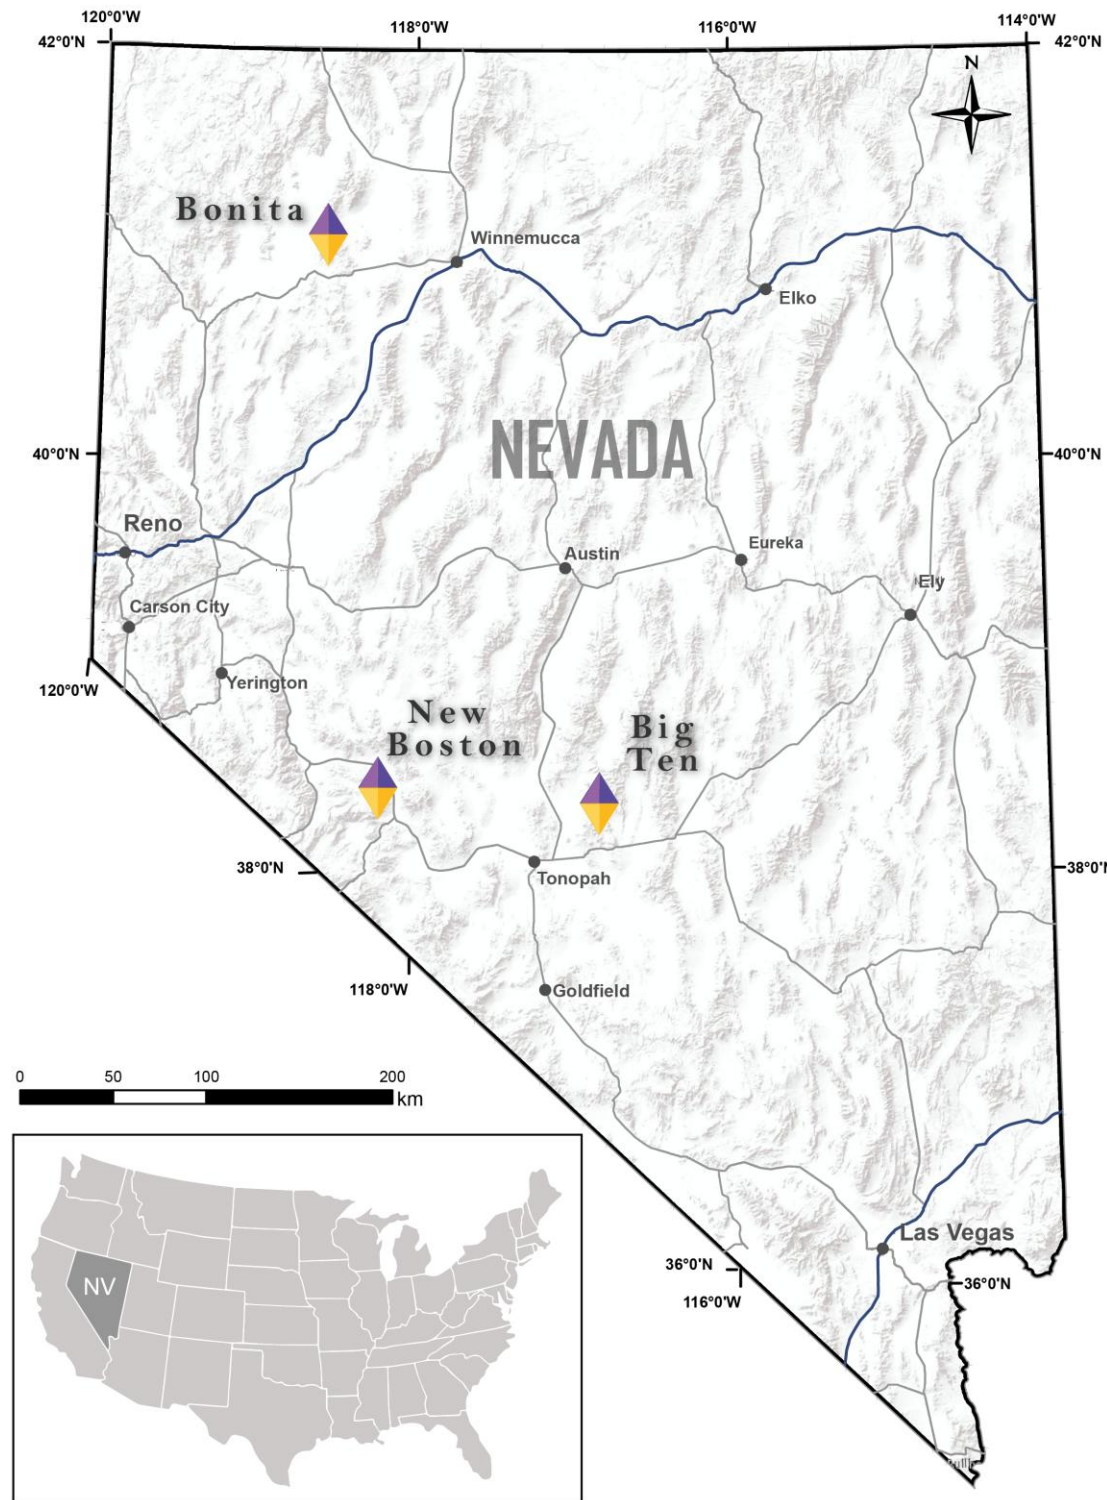 120°0'W
118°0'W
116°0'W
114°0'W
42°0'N
42°0'N
N
Bonita
Winnemucca
Elko
NEVADA
40°0'N
40°0'N
Reno
Austin
Eureka
Ely
Carson City
Yerington
120°0'W
New
Boston
Big
Ten
38°0'N
38°0'N
Tonopah
118°0'W
Goldfield
0 50 100 200
km
NV
Las Vegas
36°0'N
36°0'N
116°0'W